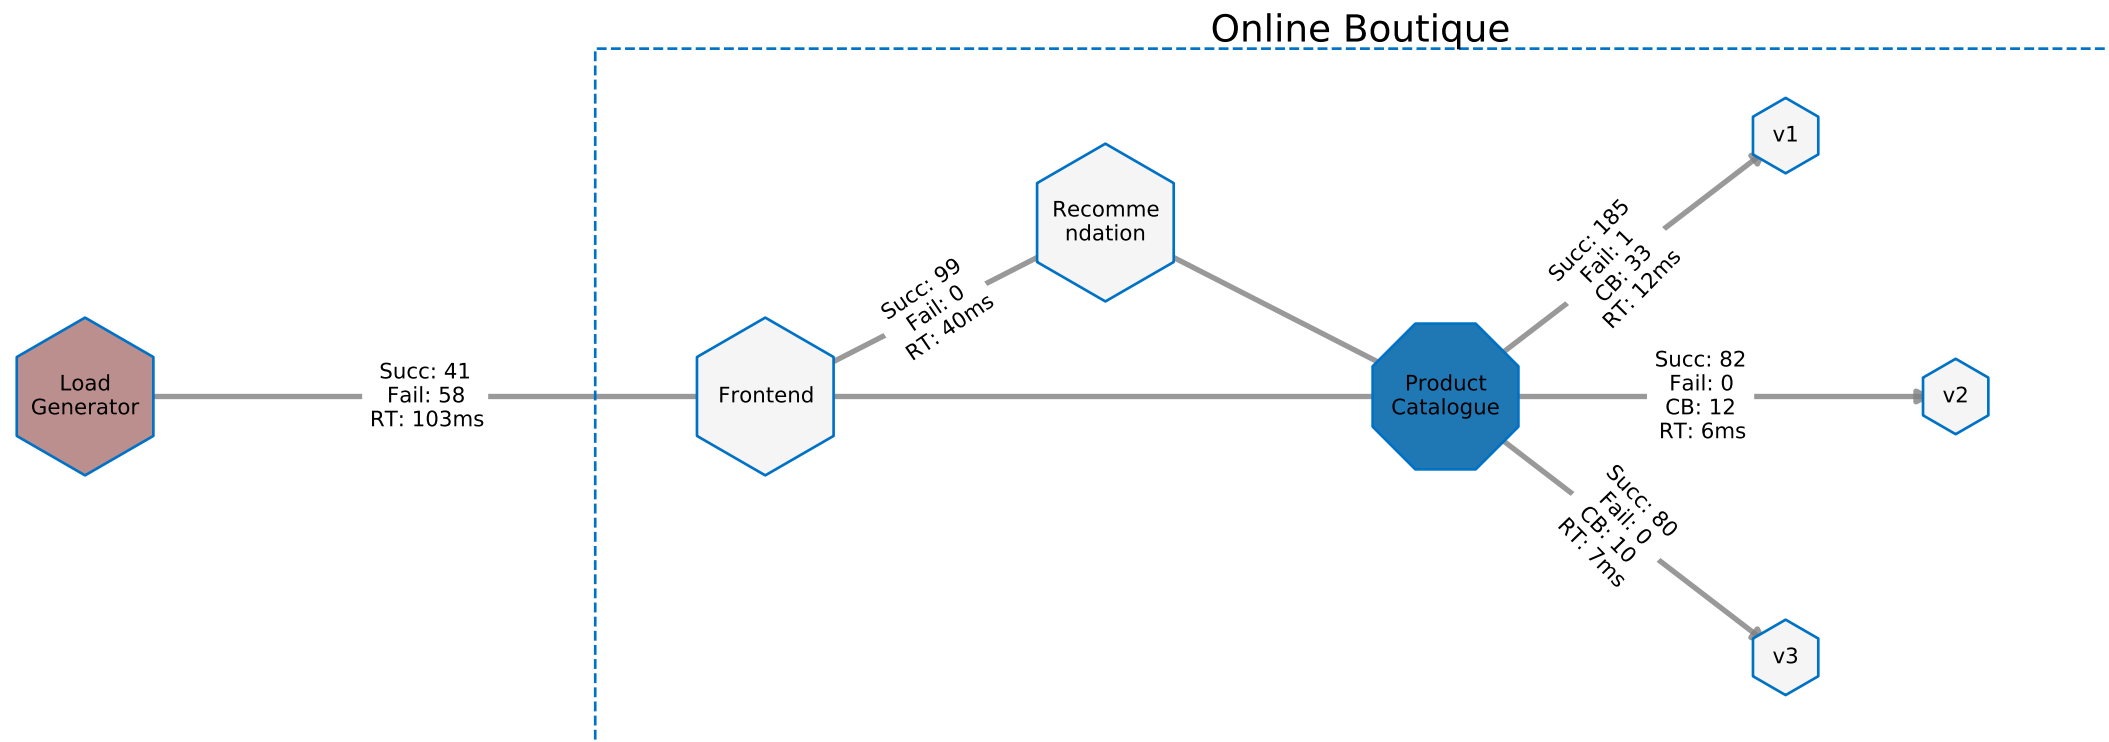 Online Boutique
v1
Recomme
ndation
Succ: 185
Fail: 1
CB: 33
RT: 12ms
Succ: 99
Fail: 0
RT: 40ms
Load
Generator
Succ: 41
Fail: 58
RT: 103ms
Frontend
Product
Catalogue
Succ: 82
Fail: 0
CB: 12
RT: 6ms
v2
Succ: 80
Fail: 0
CB: 10
RT: 7ms
v3